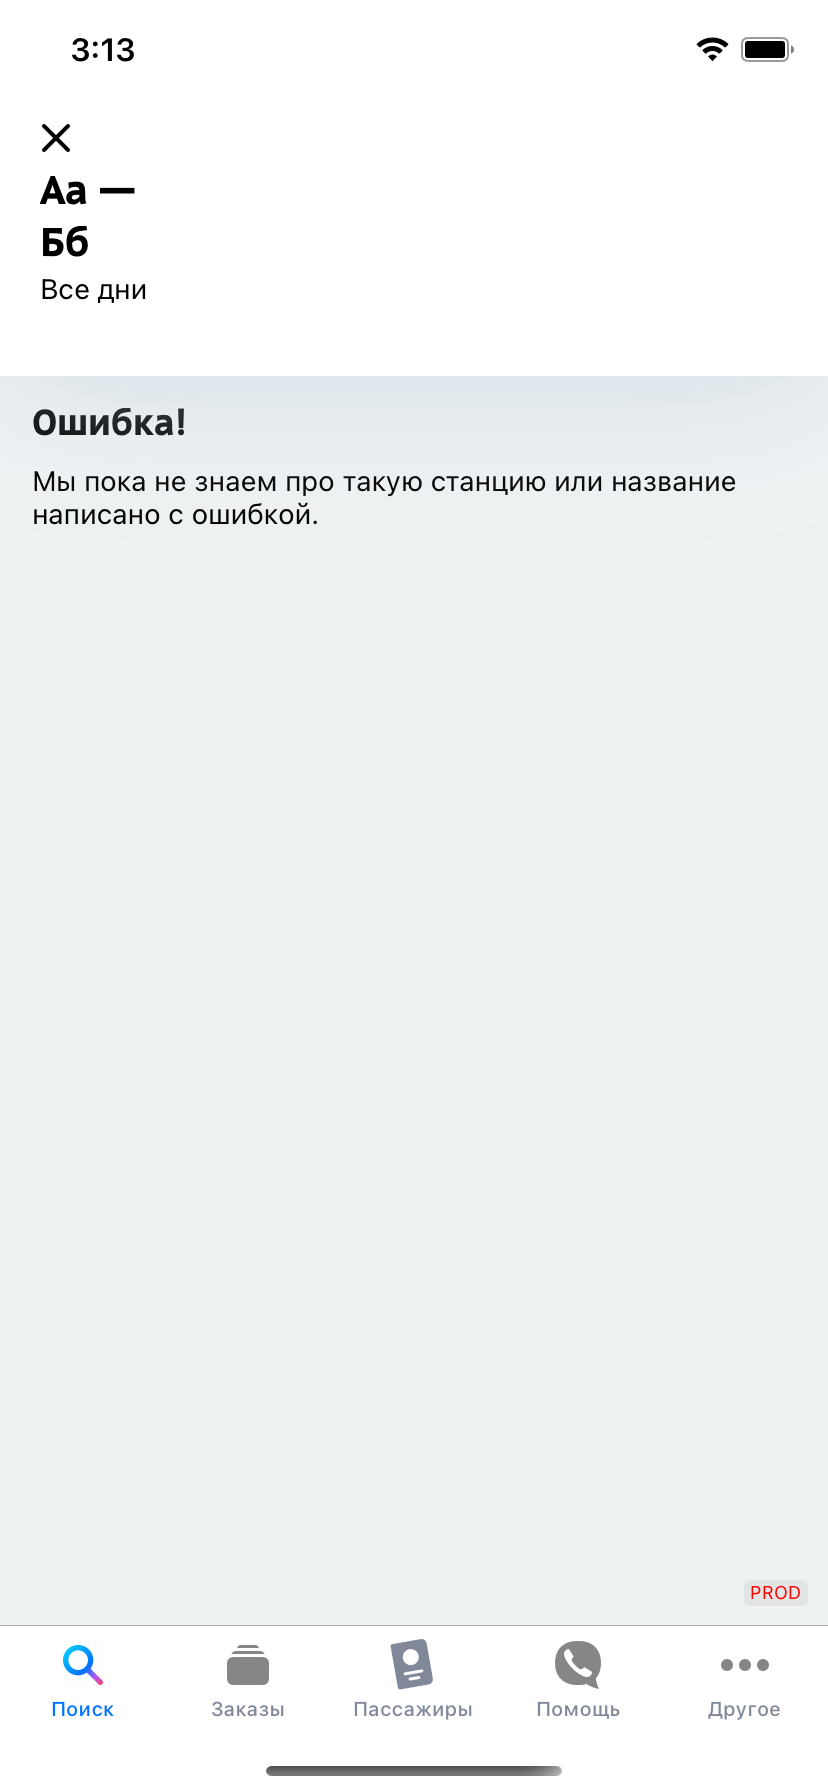 3:13
Аа —
Бб
Все дни
Ошибка!
Мы пока не знаем про такую станцию или название
написано с ошибкой.
PROD
Поиск
Заказы
Пассажиры
Помощь
Другое